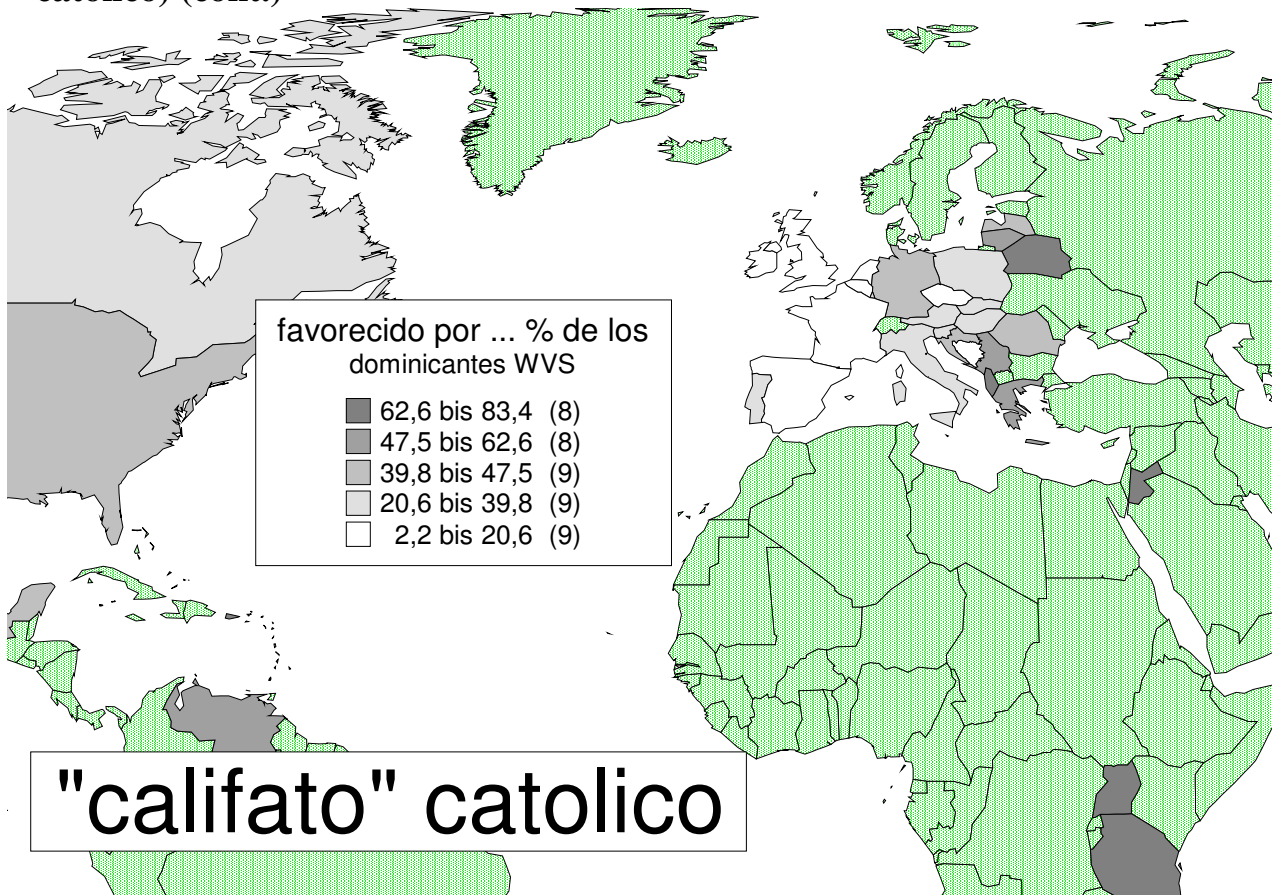 catolico) (cont.)
favorecido por ... % de los
dominicantes WVS
62,6 bis 83,4 (8)
47,5 bis 62,6 (8)
39,8 bis 47,5 (9)
20,6 bis 39,8 (9)
2,2 bis 20,6 (9)
"califato" catolico